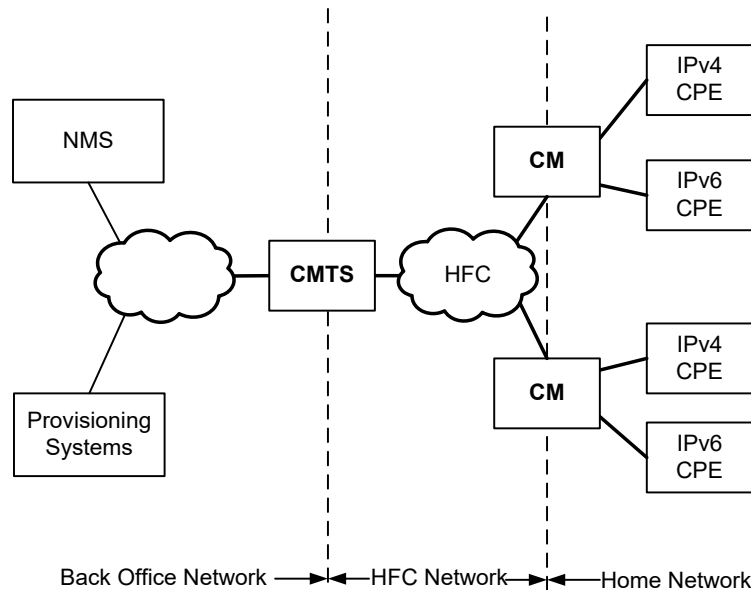 IPv4
CPE
NMS
CM
IPv6
CPE
CMTS
HFC
IPv4
CPE
CM
Provisioning
Systems
IPv6
CPE
Back Office Network
HFC Network
Home Network